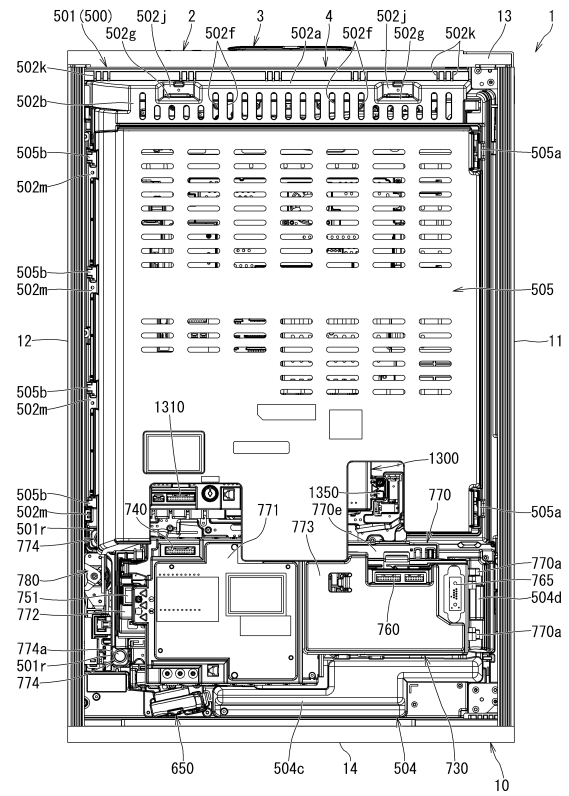 501(500) 502j 2 3 4 502f 502j 13 1
502g 502f 502a 502g 502k
502k
502b
505b 505a
502m
505b
502m 505
12 11
505b
502m
1310
1300
505b 740 771 1350 770
502m 770e 505a
501r 773
774
780 770a
751 765
772 504d
760 770a
774a
501r
774
650 504c 14 504 730 10